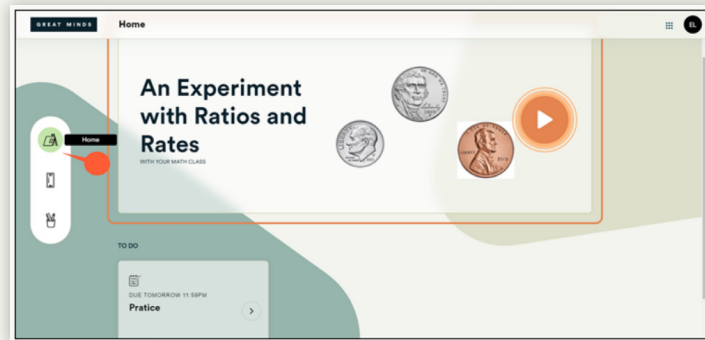 GREAT MINDS
Home
EL
An Experiment
with Ratios and
Rates
WITH YOUR MATH CLASS
Home
TO DO
DUE TOMORROW 11:59PM
Pratice